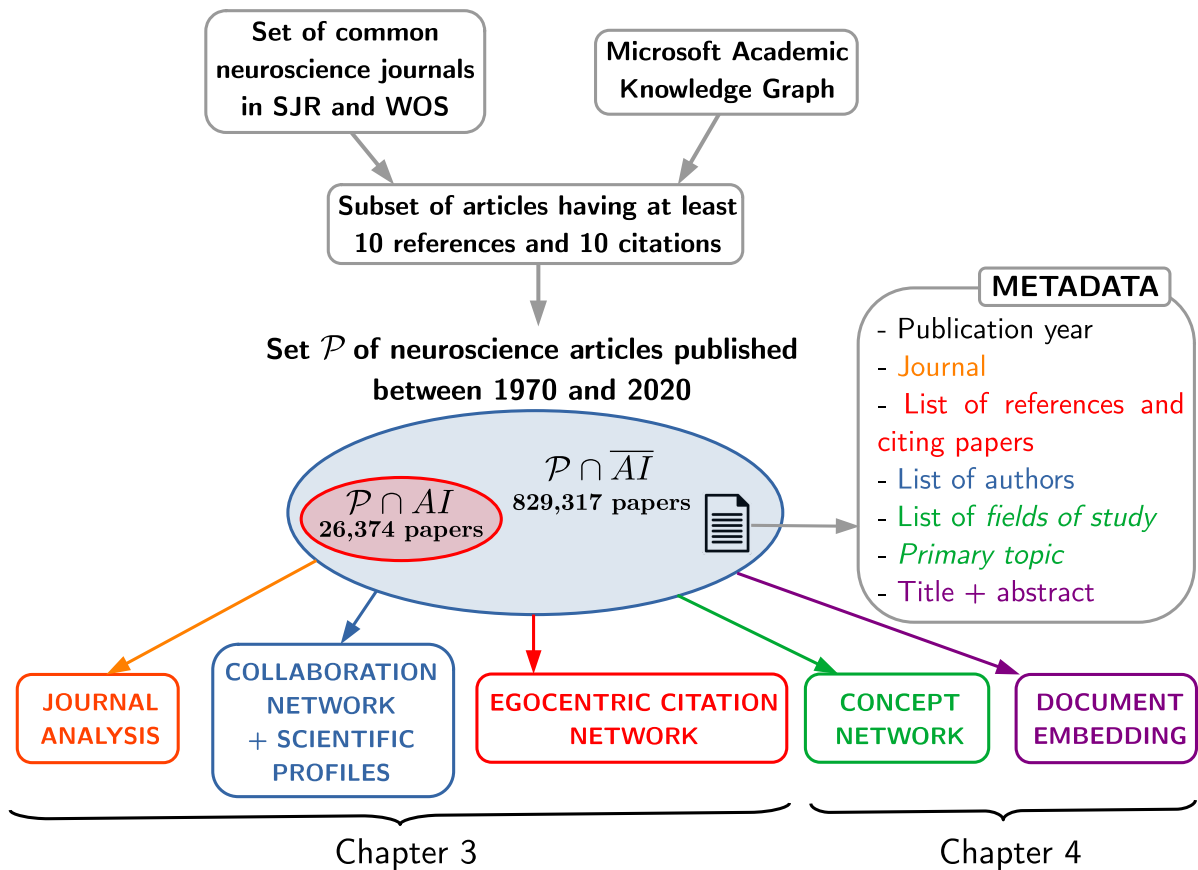 Set of common
neuroscience journals
in SJR and WOS
Microsoft Academic
Knowledge Graph
Subset of articles having at least
10 references and 10 citations
Set 𝒫 of neuroscience articles published
between 1970 and 2020
𝒫 ∩ AI
26,374 papers
𝒫 ∩ A̅I̅
829,317 papers
METADATA
- Publication year
- Journal
- List of references and
citing papers
- List of authors
- List of fields of study
- Primary topic
- Title + abstract
JOURNAL
ANALYSIS
COLLABORATION
NETWORK
+ SCIENTIFIC
PROFILES
EGOCENTRIC CITATION
NETWORK
CONCEPT
NETWORK
DOCUMENT
EMBEDDING
Chapter 3
Chapter 4